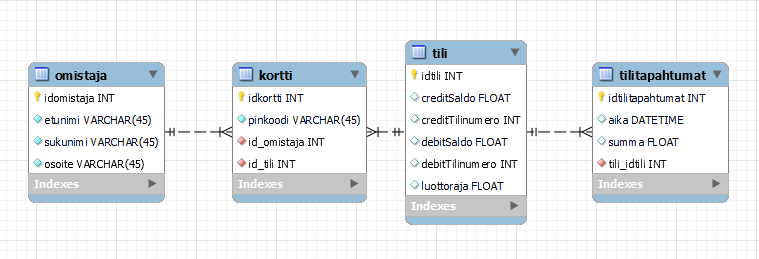 omistaja
idomistaja INT
etunimi VARCHAR(45)
sukunimi VARCHAR(45)
osoite VARCHAR(45)
Indexes
kortti
idkortti INT
pinkoodi VARCHAR(45)
id_omistaja INT
id_tili INT
Indexes
tili
idtili INT
creditSaldo FLOAT
creditTilinumero INT
debitSaldo FLOAT
debitTilinumero INT
luottoraja FLOAT
Indexes
tilitapahtumat
idtilitapahtumat INT
aika DATETIME
summa FLOAT
tili_idtili INT
Indexes